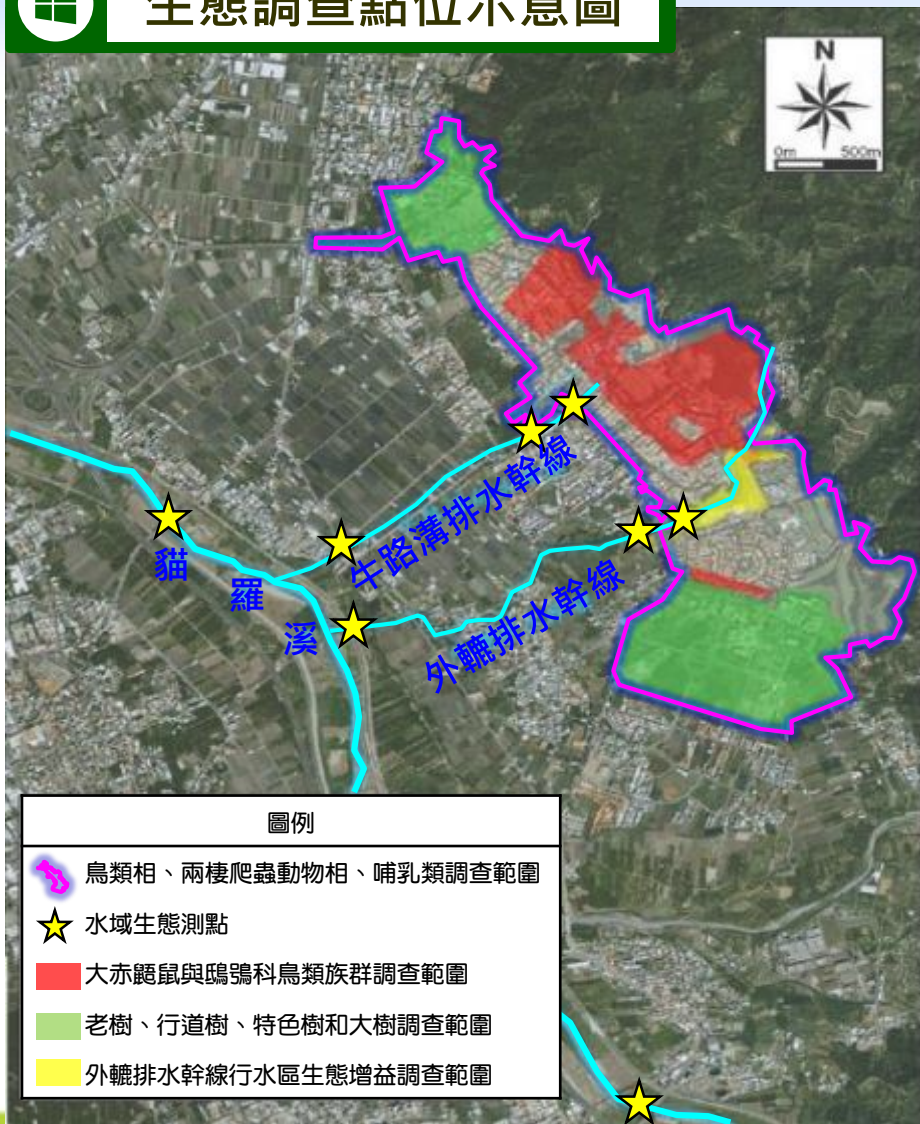 生態調查點位示意圖
N
0m 500m
牛路溝排水幹線
貓
羅
溪
外轆排水幹線
圖例
鳥類相、兩棲爬蟲動物相、哺乳類調查範圍
水域生態測點
大赤鼯鼠與鴟鴞科鳥類族群調查範圍
老樹、行道樹、特色樹和大樹調查範圍
外轆排水幹線行水區生態增益調查範圍